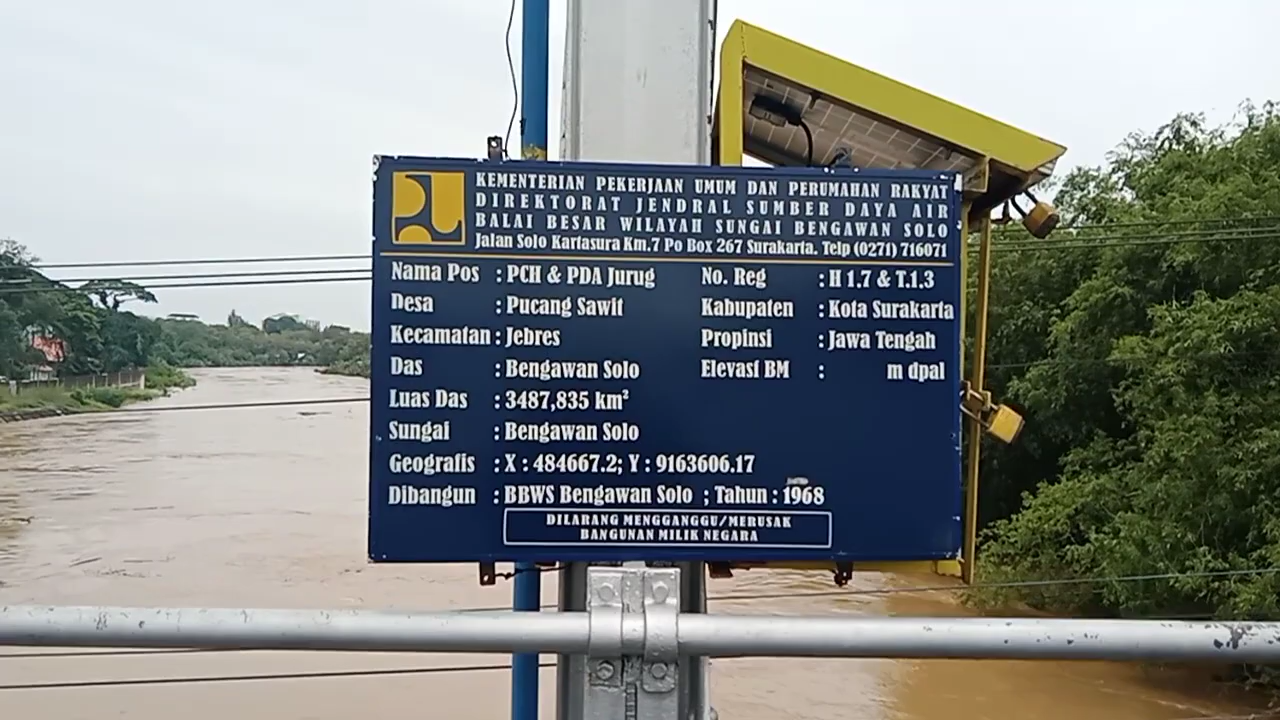 KEMENTERIAN PEKERJAAN UMUM DAN PERUMAHAN RAKYAT
DIREKTORAT JENDRAL SUMBER DAYA AIR
BALAI BESAR WILAYAH SUNGAI BENGAWAN SOLO
Jalan Solo Kartasura Km.7 Po Box 267 Surakarta. Telp (0271) 716071
Nama Pos : PCH & PDA Jurug No. Reg : H 1.7 & T.1.3
Desa : Pucang Sawit Kabupaten : Kota Surakarta
Kecamatan : Jebres Propinsi : Jawa Tengah
Das : Bengawan Solo Elevasi BM : m dpal
Luas Das : 3487,835 km²
Sungai : Bengawan Solo
Geografis : X : 484667.2; Y : 9163606.17
Dibangun : BBWS Bengawan Solo ; Tahun : 1968
DILARANG MENGGANGGU/MERUSAK
BANGUNAN MILIK NEGARA